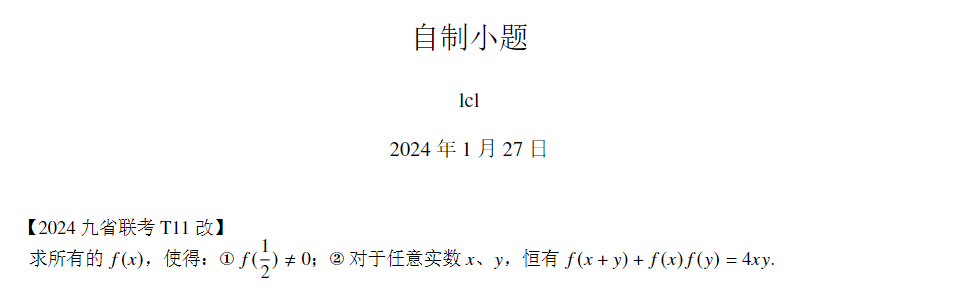 自制小题
lcl
2024 年 1 月 27 日
【2024 九省联考 T11 改】
求所有的 f(x)，使得：① f(1/2) ≠ 0；② 对于任意实数 x、y，恒有 f(x + y) + f(x)f(y) = 4xy.